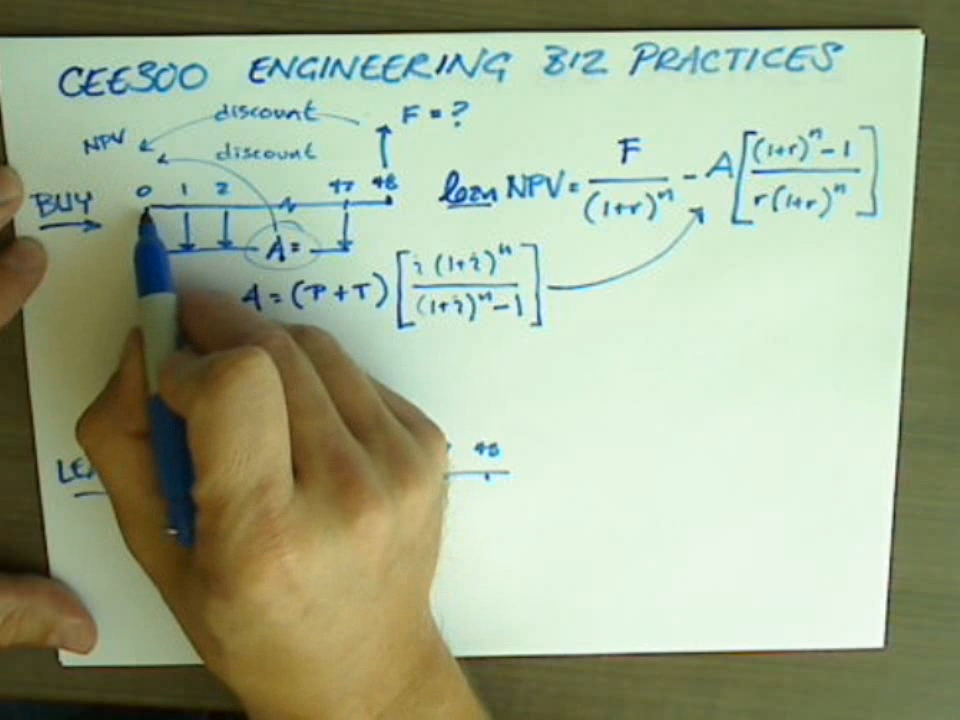 CEE300 ENGINEERING BIZ PRACTICES
discount F = ?
NPV discount
BUY 0 1 2 47 48
loan NPV = F / (1+r)^n - A [ (1+r)^n - 1 / r(1+r)^n ]
A =
A = (P + T) [ i (1+i)^n / (1+i)^n - 1 ]
48